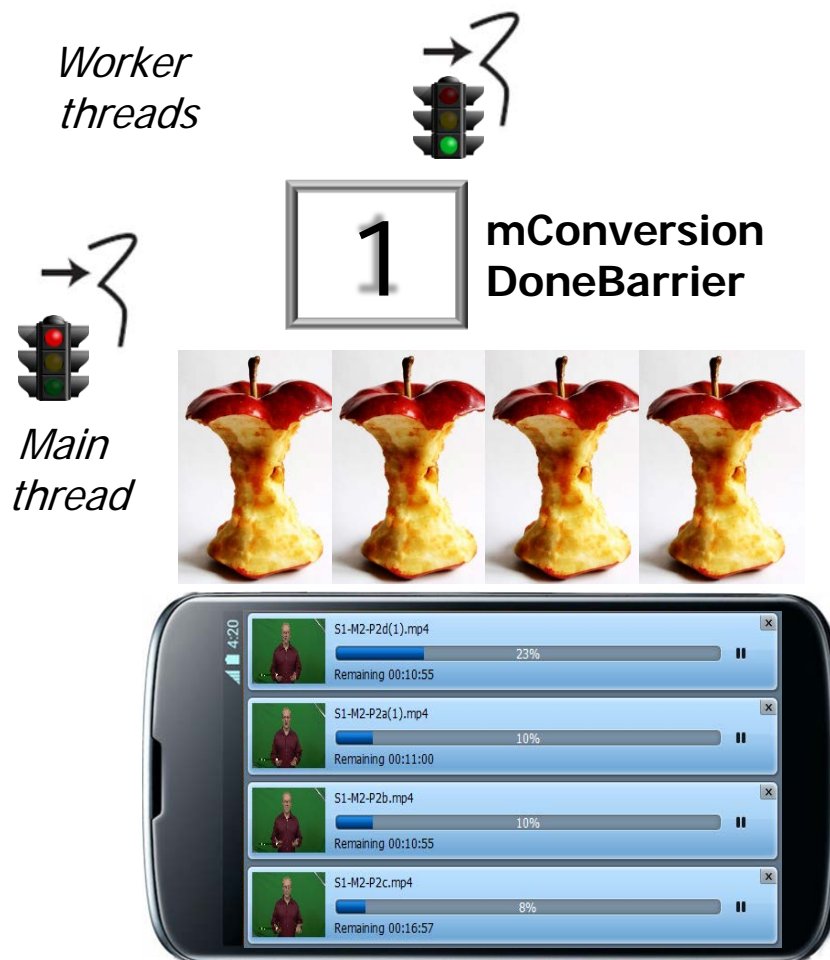 Worker
threads
1
mConversion
DoneBarrier
Main
thread
4:20
S1-M2-P2d(1).mp4
23%
Remaining 00:10:55
x
S1-M2-P2a(1).mp4
10%
Remaining 00:11:00
x
S1-M2-P2b.mp4
10%
Remaining 00:10:55
x
S1-M2-P2c.mp4
8%
Remaining 00:16:57
x